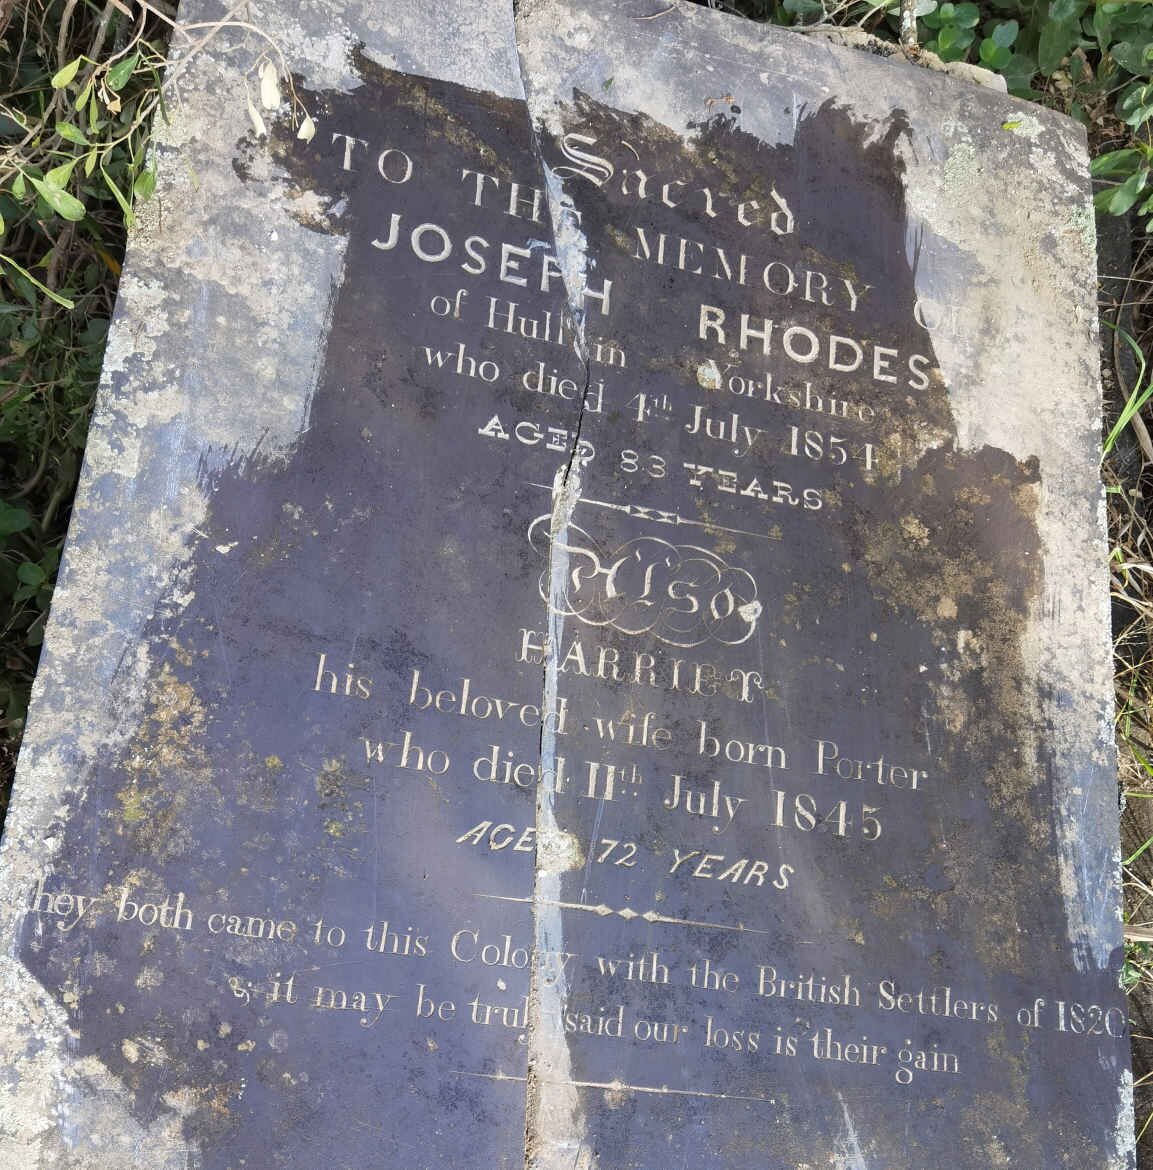 Sacred
TO THE MEMORY OF
JOSEPH RHODES
of Hull in Yorkshire
who died 4th July 1854
AGED 83 YEARS
Also
HARRIET
his beloved wife born Porter
who died 11th July 1845
AGED 72 YEARS
They both came to this Colony with the British Settlers of 1820
& it may be truly said our loss is their gain